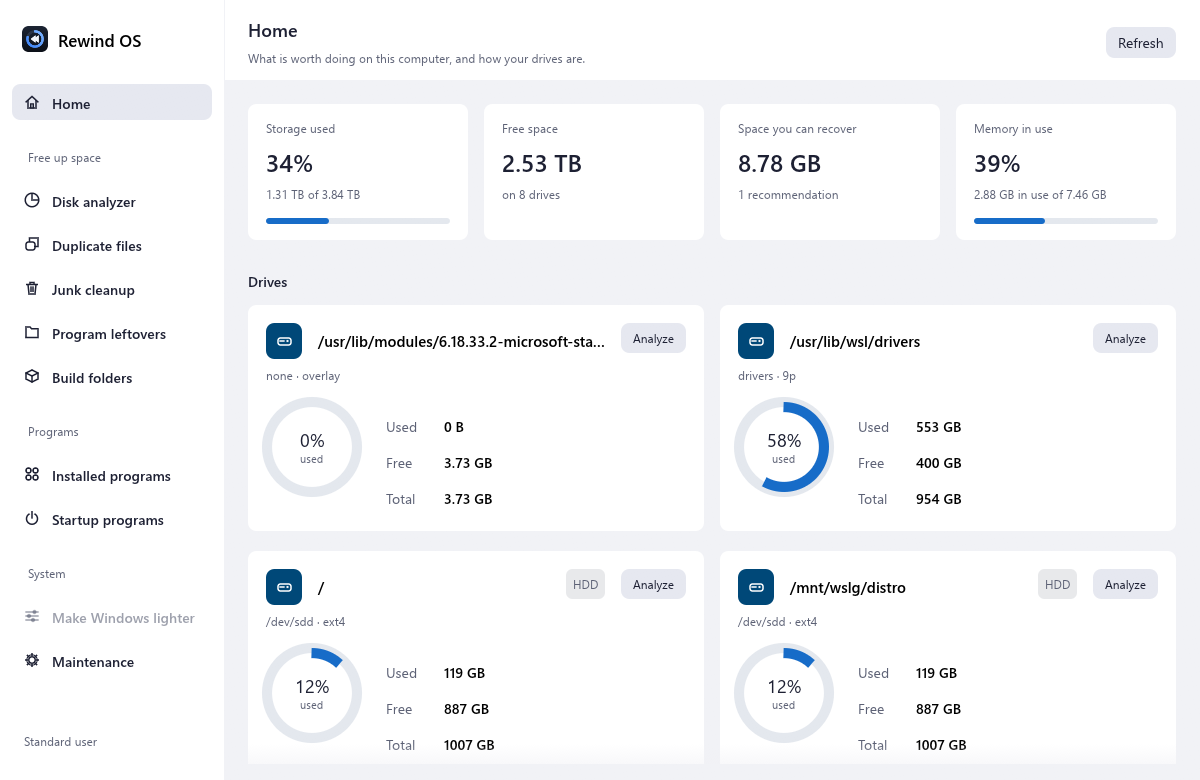 Rewind OS
Home
Free up space
Disk analyzer
Duplicate files
Junk cleanup
Program leftovers
Build folders
Programs
Installed programs
Startup programs
System
Make Windows lighter
Maintenance
Standard user
Home
What is worth doing on this computer, and how your drives are.
Refresh
Storage used
34%
1.31 TB of 3.84 TB
Free space
2.53 TB
on 8 drives
Space you can recover
8.78 GB
1 recommendation
Memory in use
39%
2.88 GB in use of 7.46 GB
Drives
/usr/lib/modules/6.18.33.2-microsoft-sta...
Analyze
none · overlay
0%
used
Used 0 B
Free 3.73 GB
Total 3.73 GB
/usr/lib/wsl/drivers
Analyze
drivers · 9p
58%
used
Used 553 GB
Free 400 GB
Total 954 GB
/
HDD
Analyze
/dev/sdd · ext4
12%
used
Used 119 GB
Free 887 GB
Total 1007 GB
/mnt/wslg/distro
HDD
Analyze
/dev/sdd · ext4
12%
used
Used 119 GB
Free 887 GB
Total 1007 GB